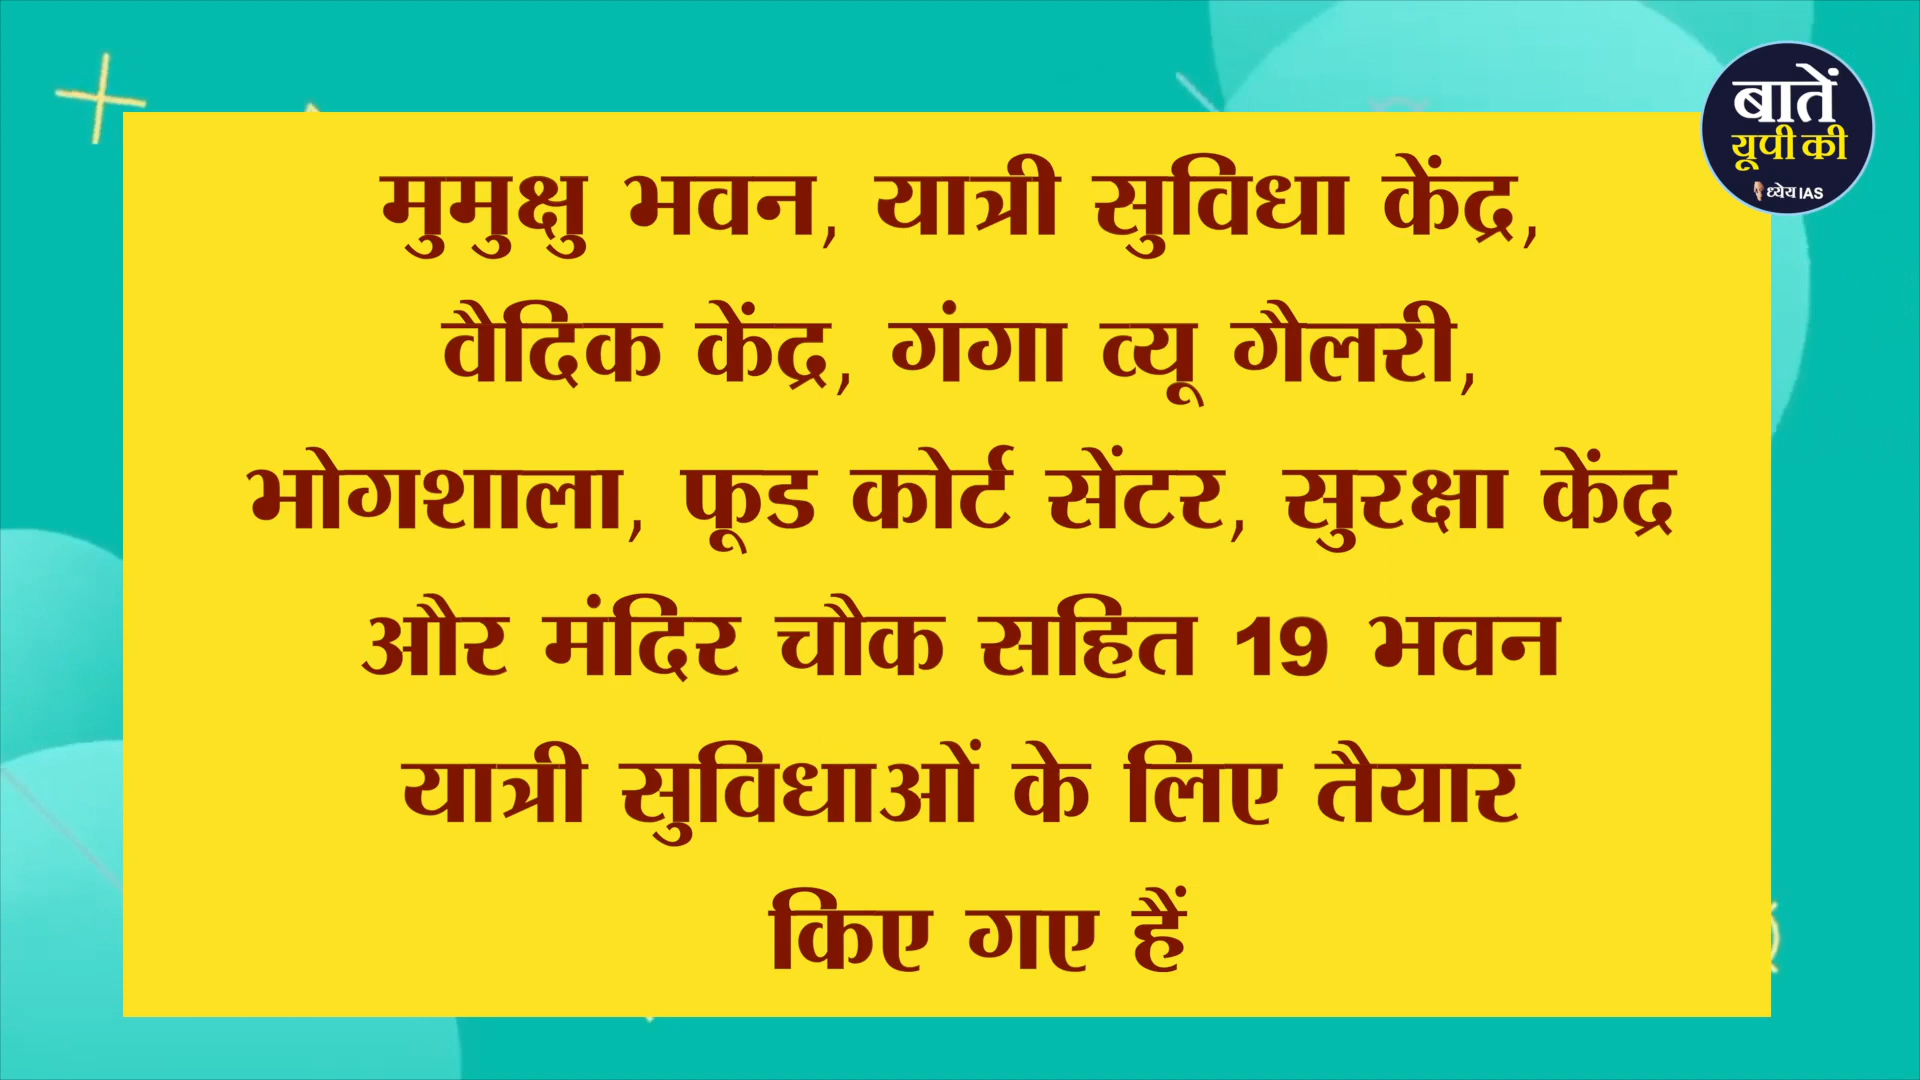 बातें
यूपी की
ध्येय IAS
मुमुक्षु भवन, यात्री सुविधा केंद्र,
वैदिक केंद्र, गंगा व्यू गैलरी,
भोगशाला, फूड कोर्ट सेंटर, सुरक्षा केंद्र
और मंदिर चौक सहित 19 भवन
यात्री सुविधाओं के लिए तैयार
किए गए हैं